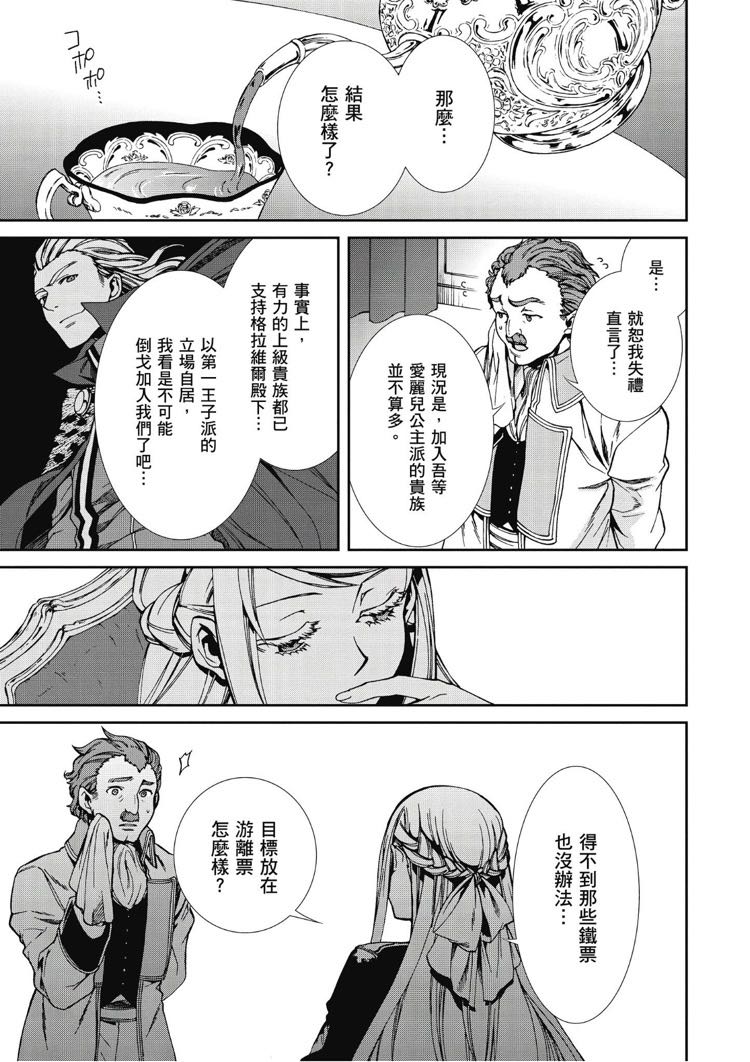 那麼…
結果
怎麼樣了？
コポポ…
是…
就恕我失禮
直言了…
現況是，加入吾等
愛麗兒公主派的貴族
並不算多。
事實上，
有力的上級貴族都已
支持格拉維爾殿下…
以第一王子派的
立場自居，
我看是不可能
倒戈加入我們了吧…
得不到那些鐵票
也沒辦法…
目標放在
游離票
怎麼樣？